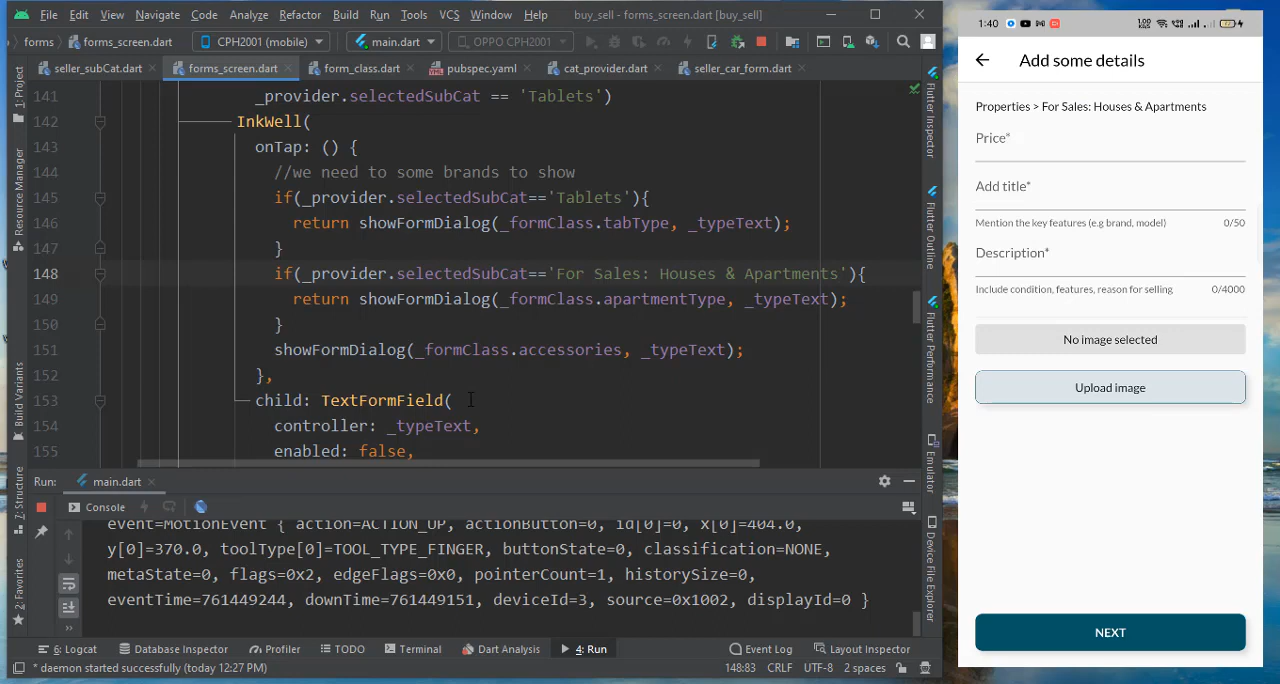 File Edit View Navigate Code Analyze Refactor Build Run Tools VCS Window Help buy_sell - forms_screen.dart [buy_sell]
forms forms_screen.dart CPH2001 (mobile) main.dart OPPO CPH2001
seller_subCat.dart forms_screen.dart form_class.dart pubspec.yaml cat_provider.dart seller_car_form.dart
141 _provider.selectedSubCat == 'Tablets')
142 InkWell(
143 onTap: () {
144 //we need to some brands to show
145 if(_provider.selectedSubCat=='Tablets'){
146 return showFormDialog(_formClass.tabType, _typeText);
147 }
148 if(_provider.selectedSubCat=='For Sales: Houses & Apartments'){
149 return showFormDialog(_formClass.apartmentType, _typeText);
150 }
151 showFormDialog(_formClass.accessories, _typeText);
152 },
153 child: TextFormField(
154 controller: _typeText,
155 enabled: false,
Run: main.dart
Console
event=MotionEvent { action=ACTION_UP, actionButton=0, id[0]=0, x[0]=404.0,
y[0]=370.0, toolType[0]=TOOL_TYPE_FINGER, buttonState=0, classification=NONE,
metaState=0, flags=0x2, edgeFlags=0x0, pointerCount=1, historySize=0,
eventTime=761449244, downTime=761449151, deviceId=3, source=0x1002, displayId=0 }
6: Logcat Database Inspector Profiler TODO Terminal Dart Analysis 4: Run Event Log Layout Inspector
* daemon started successfully (today 12:27 PM) 148:83 CRLF UTF-8 2 spaces
1: Project
Resource Manager
Build Variants
7: Structure
2: Favorites
Flutter Inspector
Flutter Outline
Flutter Performance
Emulator
Device File Explorer
1:40
Add some details
Properties > For Sales: Houses & Apartments
Price*
Add title*
Mention the key features (e.g brand, model) 0/50
Description*
Include condition, features, reason for selling 0/4000
No image selected
Upload image
NEXT